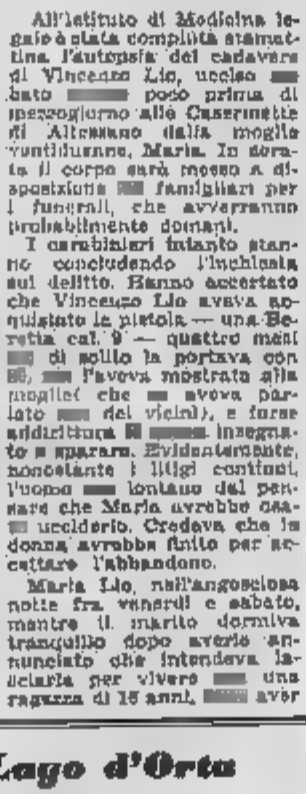 All'istituto di Medicina le-
gale è stata compiuta stamat-
tina l'autopsia del cadavere
di Vincenzo Lio, ucciso
bato poco prima di
mezzogiorno alle Casermette
di Altessano dalla moglie
ventiduenne, Maria. In sera-
ta il corpo sarà messo a di-
sposizione famigliari per
i funerali, che avverranno
probabilmente domani.
I carabinieri intanto stan-
no concludendo l'inchiesta
sul delitto. Hanno accertato
che Vincenzo Lio aveva ac-
quistato la pistola — una Be-
retta cal. 9 — quattro mesi
di solito la portava con
l'aveva mostrata alla
moglie( che aveva par-
lato dei vicini), e forse
addirittura insegna-
to a sparare. Evidentemente,
nonostante i litigi continui,
l'uomo lontano dal pen-
sare che Maria avrebbe osa-
ucciderlo. Credeva che la
donna avrebbe finito per ac-
cettare l'abbandono.
Maria Lio, nell'angosciosa
notte fra venerdì e sabato,
mentre il marito dormiva
tranquillo dopo averle an-
nunciato che intendeva la-
sciarla per vivere una
ragazza di 16 anni, aver
Lago d'Orta